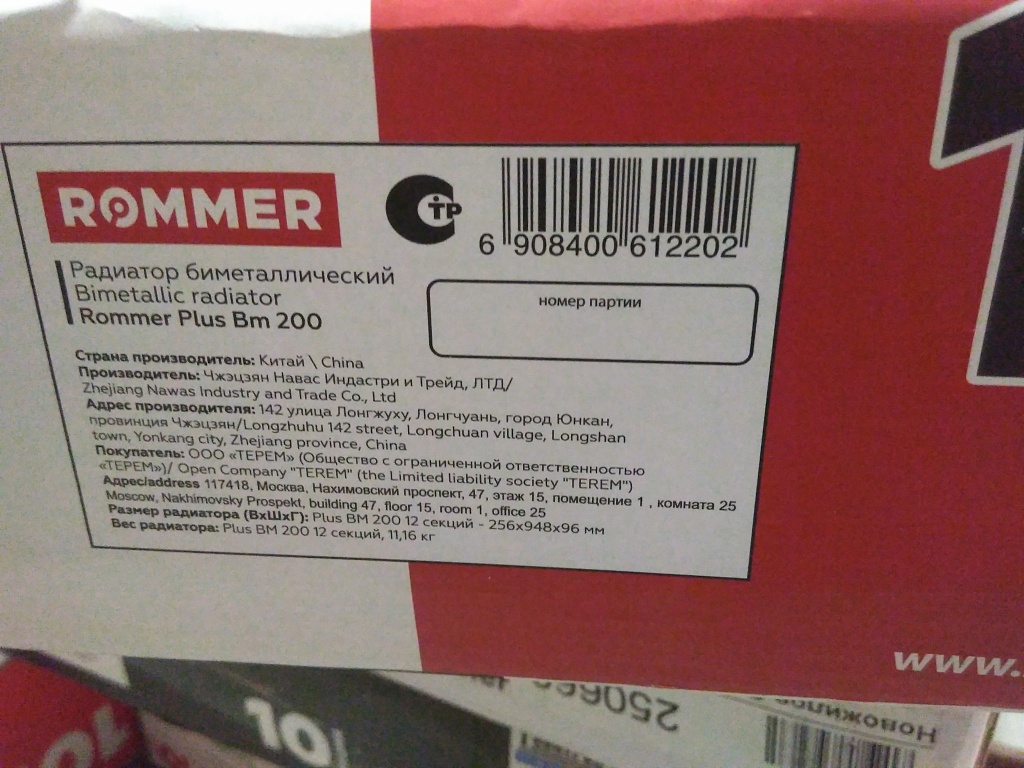 ROMMER
ТР
6 908400 612202
Радиатор биметаллический
Bimetallic radiator
Rommer Plus Bm 200
номер партии
Страна производитель: Китай \ China
Производитель: Чжэцзян Навас Индастри и Трейд, ЛТД/
Zhejiang Nawas Industry and Trade Co., Ltd
Адрес производителя: 142 улица Лонгжуху, Лонгчуань, город Юнкан,
провинция Чжэцзян/Longzhuhu 142 street, Longchuan village, Longshan
town, Yonkang city, Zhejiang province, China
Покупатель: ООО «ТЕРЕМ» (Общество с ограниченной ответственностью
«ТЕРЕМ»)/ Open Company "TEREM" (the Limited liability society "TEREM")
Адрес/address 117418, Москва, Нахимовский проспект, 47, этаж 15, помещение 1 , комната 25
Moscow, Nakhimovsky Prospekt, building 47, floor 15, room 1, office 25
Размер радиатора (ВхШхГ): Plus BM 200 12 секций - 256x948x96 мм
Вес радиатора: Plus BM 200 12 секций, 11,16 кг
1
www.
10